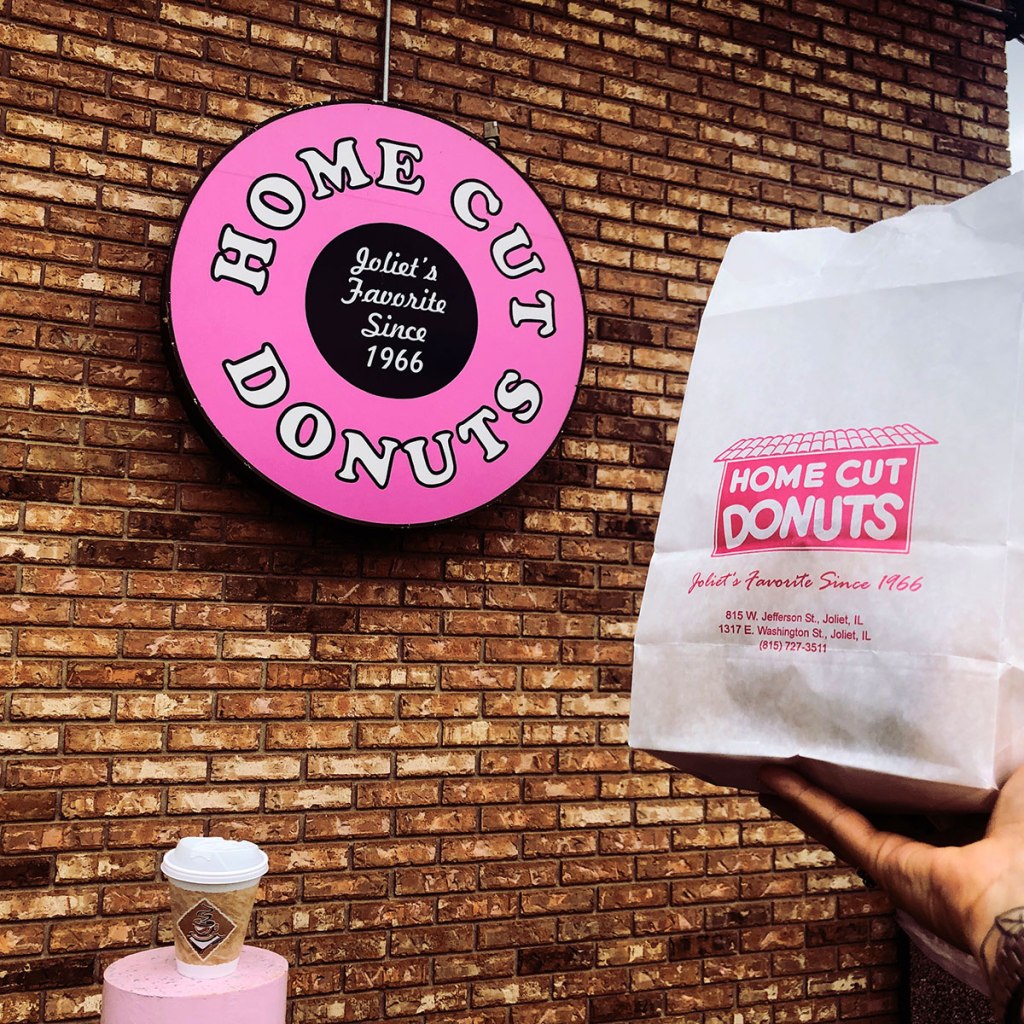 HOME CUT
DONUTS
Joliet's
Favorite
Since
1966
HOME CUT
DONUTS
Joliet's Favorite Since 1966
815 W. Jefferson St., Joliet, IL
1317 E. Washington St., Joliet, IL
(815) 727-3511